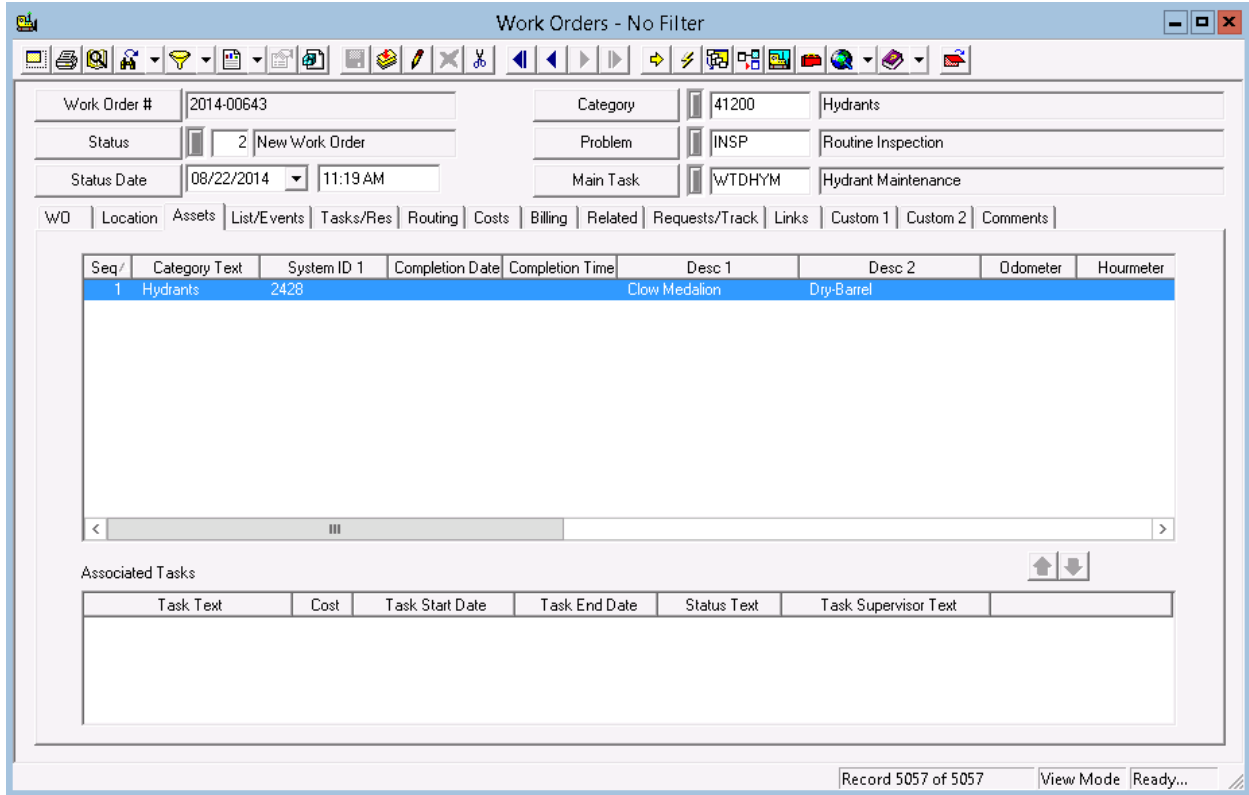 Work Orders - No Filter
Work Order # 2014-00643 Category 41200 Hydrants
Status 2 New Work Order Problem INSP Routine Inspection
Status Date 08/22/2014 11:19 AM Main Task WTDHYM Hydrant Maintenance
WO Location Assets List/Events Tasks/Res Routing Costs Billing Related Requests/Track Links Custom 1 Custom 2 Comments
Seq Category Text System ID 1 Completion Date Completion Time Desc 1 Desc 2 Odometer Hourmeter
1 Hydrants 2428 Clow Medalion Dry-Barrel
Associated Tasks
Task Text Cost Task Start Date Task End Date Status Text Task Supervisor Text
Record 5057 of 5057 View Mode Ready...